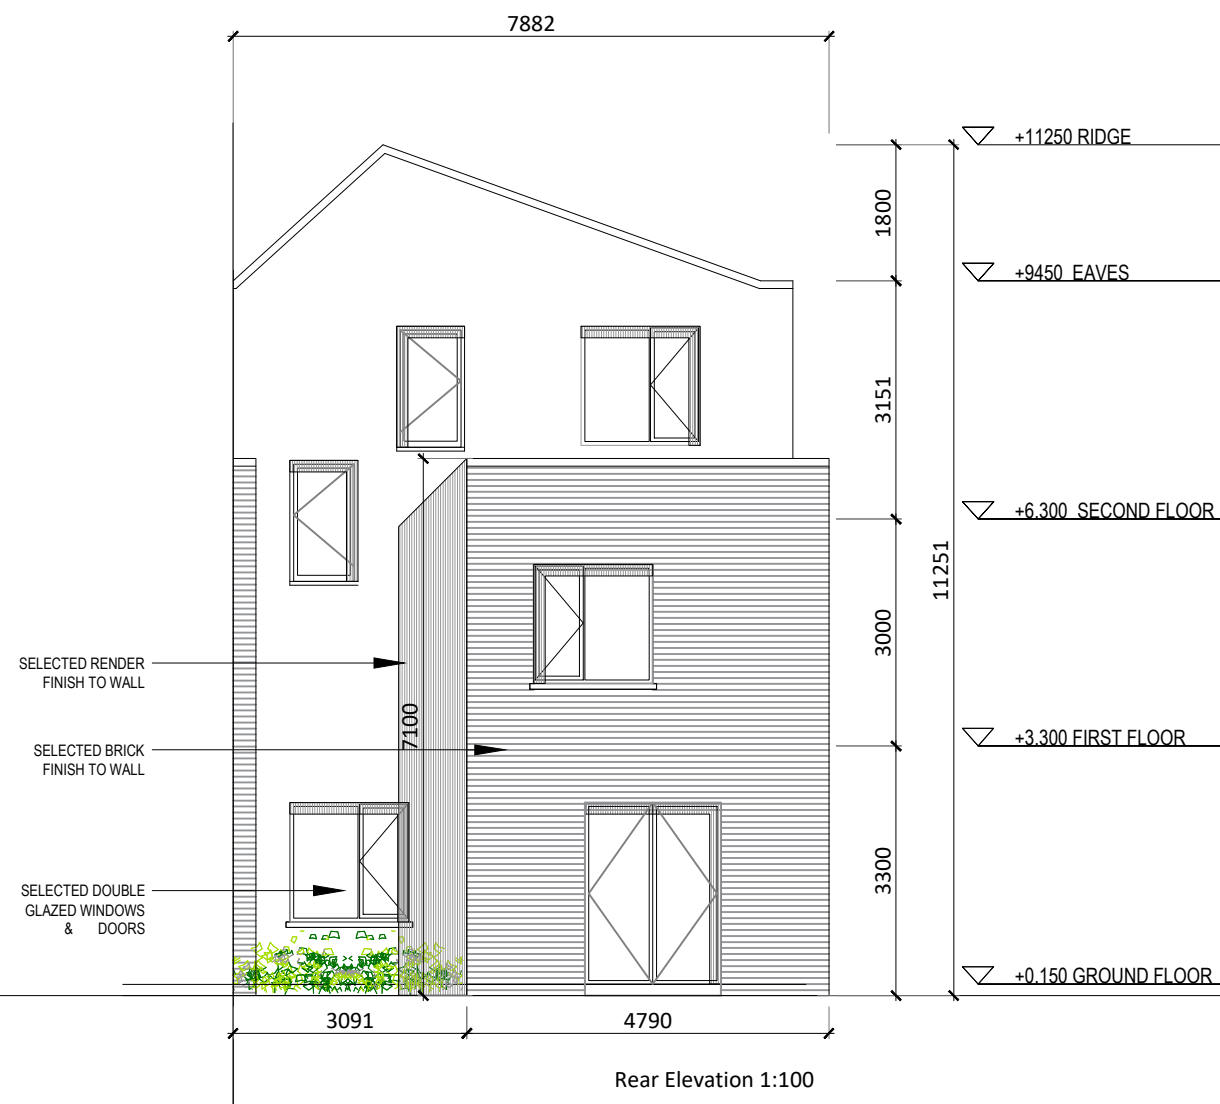 7882
+11250 RIDGE
1800
+9450 EAVES
3151
+6.300 SECOND FLOOR
11251
3000
SELECTED RENDER
FINISH TO WALL
7100
+3.300 FIRST FLOOR
SELECTED BRICK
FINISH TO WALL
3300
SELECTED DOUBLE
GLAZED WINDOWS
& DOORS
+0.150 GROUND FLOOR
3091
4790
Rear Elevation 1:100